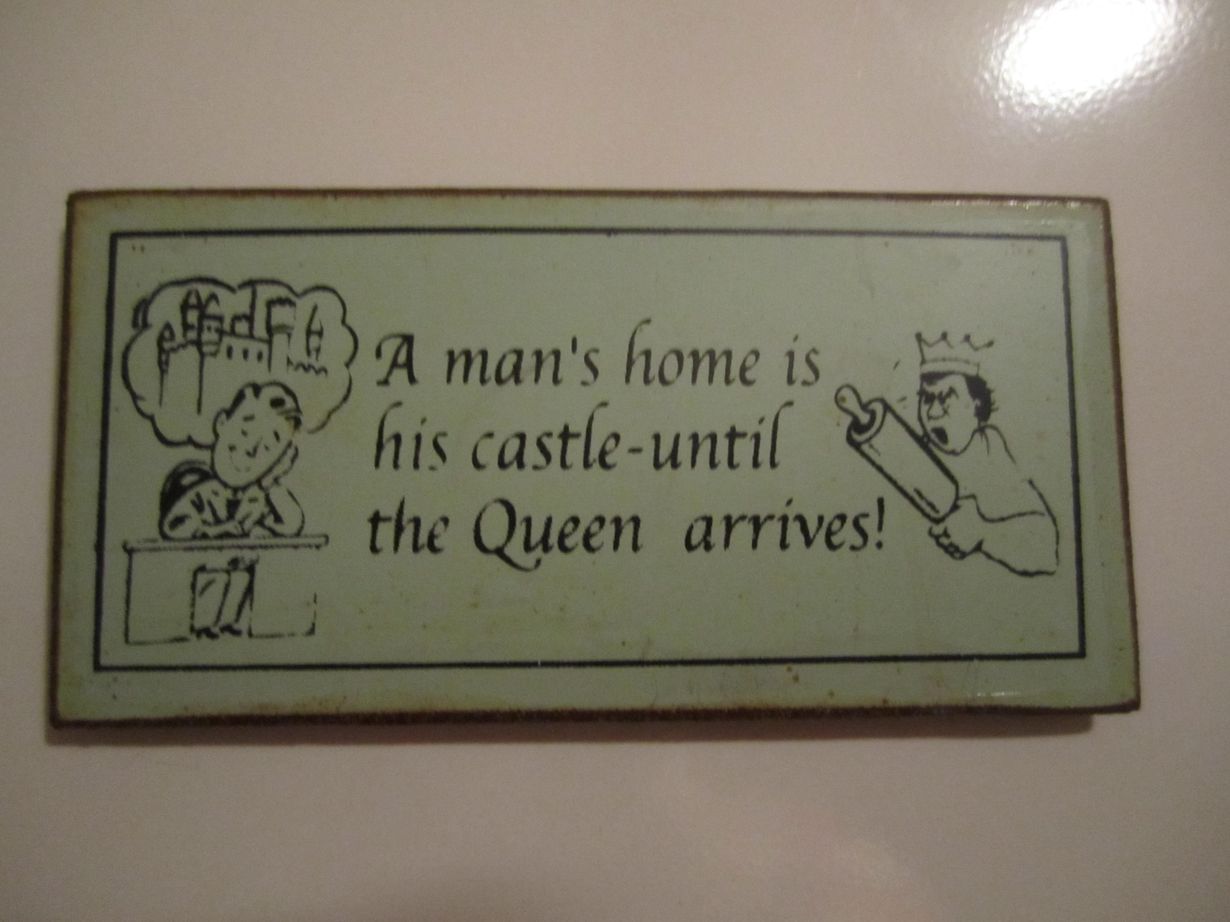 A man's home is
his castle-until
the Queen arrives!